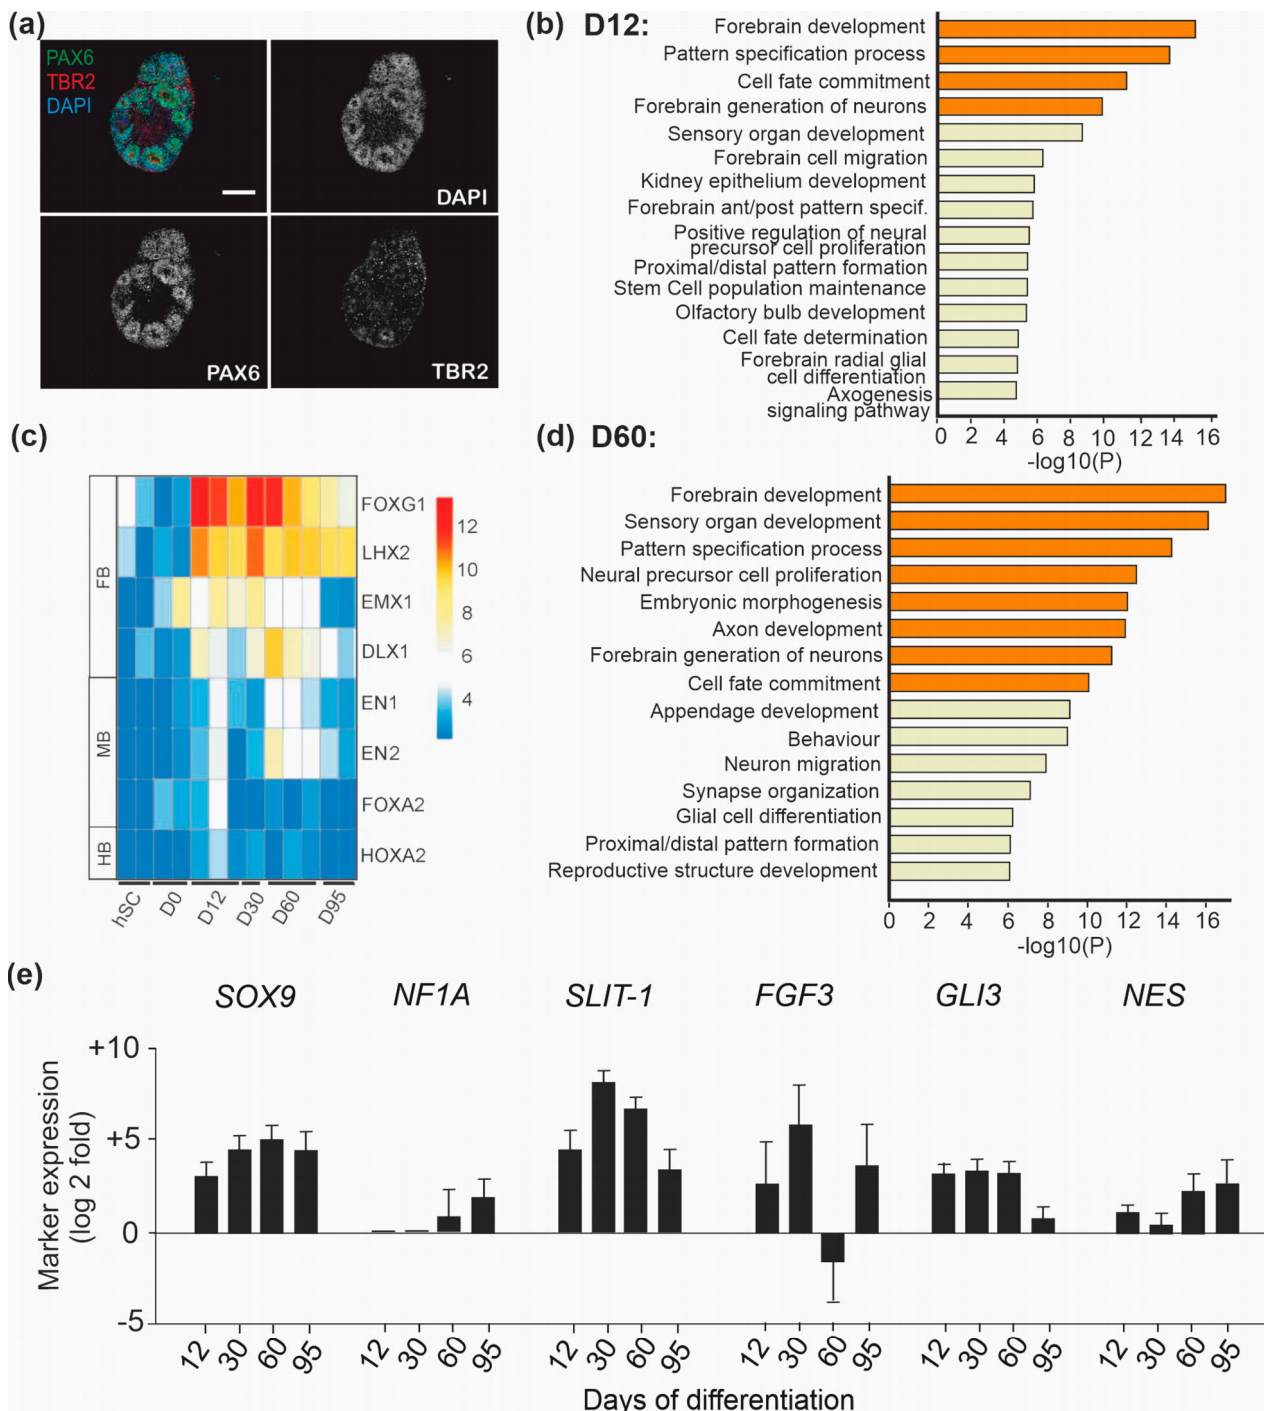 (a)
PAX6
TBR2
DAPI
DAPI
PAX6
TBR2
(b) D12:
Forebrain development
Pattern specification process
Cell fate commitment
Forebrain generation of neurons
Sensory organ development
Forebrain cell migration
Kidney epithelium development
Forebrain ant/post pattern specif.
Positive regulation of neural
precursor cell proliferation
Proximal/distal pattern formation
Stem Cell population maintenance
Olfactory bulb development
Cell fate determination
Forebrain radial glial
cell differentiation
Axogenesis
signaling pathway
0 2 4 6 8 10 12 14 16
-log10(P)
(c)
FB
MB
HB
FOXG1
LHX2
EMX1
DLX1
EN1
EN2
FOXA2
HOXA2
12
10
8
6
4
hSC D0 D12 D30 D60 D95
(d) D60:
Forebrain development
Sensory organ development
Pattern specification process
Neural precursor cell proliferation
Embryonic morphogenesis
Axon development
Forebrain generation of neurons
Cell fate commitment
Appendage development
Behaviour
Neuron migration
Synapse organization
Glial cell differentiation
Proximal/distal pattern formation
Reproductive structure development
0 2 4 6 8 10 12 14 16
-log10(P)
(e)
SOX9 NF1A SLIT-1 FGF3 GLI3 NES
Marker expression
(log 2 fold)
+10
+5
0
-5
12 30 60 95 12 30 60 95 12 30 60 95 12 30 60 95 12 30 60 95 12 30 60 95
Days of differentiation